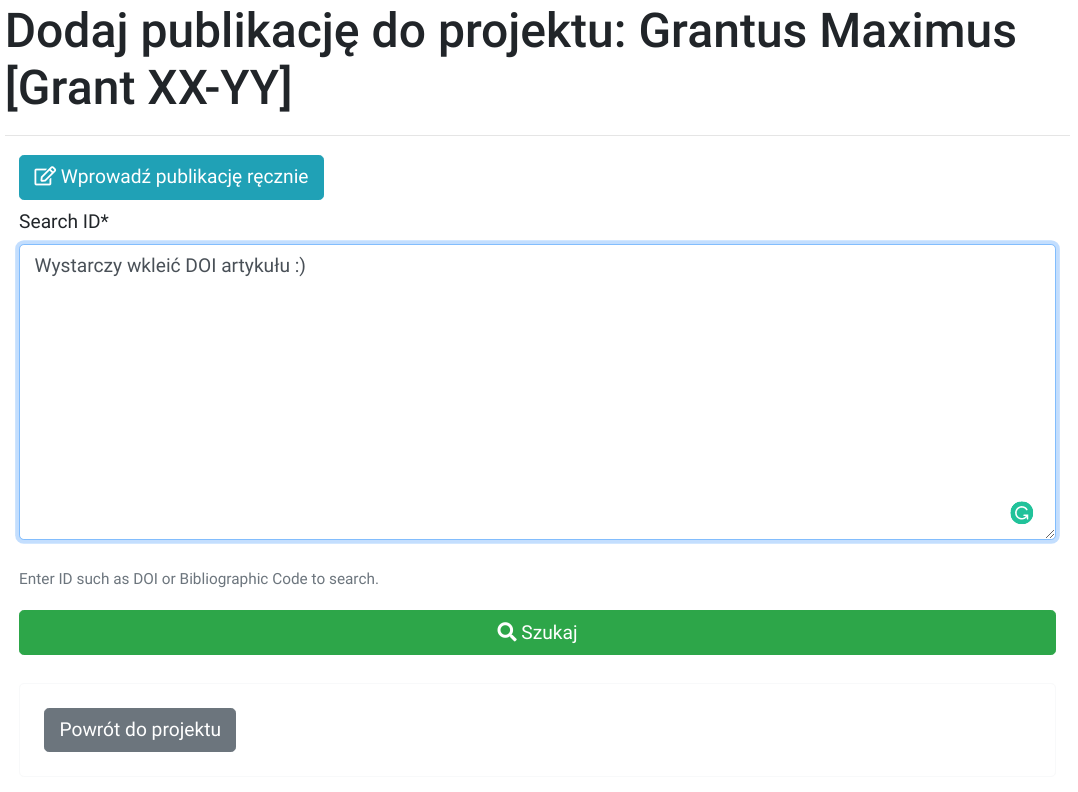 Dodaj publikację do projektu: Grantus Maximus
[Grant XX-YY]
Wprowadź publikację ręcznie
Search ID*
Wystarczy wkleić DOI artykułu :)
Enter ID such as DOI or Bibliographic Code to search.
Szukaj
Powrót do projektu